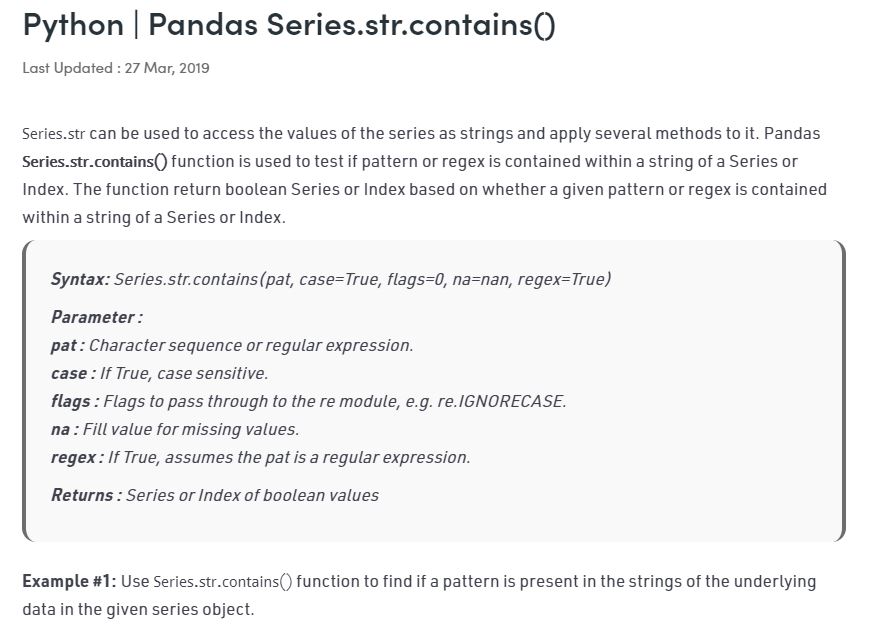 Python | Pandas Series.str.contains()
Last Updated : 27 Mar, 2019
Series.str can be used to access the values of the series as strings and apply several methods to it. Pandas
Series.str.contains() function is used to test if pattern or regex is contained within a string of a Series or
Index. The function return boolean Series or Index based on whether a given pattern or regex is contained
within a string of a Series or Index.
Syntax: Series.str.contains(pat, case=True, flags=0, na=nan, regex=True)
Parameter :
pat : Character sequence or regular expression.
case : If True, case sensitive.
flags : Flags to pass through to the re module, e.g. re.IGNORECASE.
na : Fill value for missing values.
regex : If True, assumes the pat is a regular expression.
Returns : Series or Index of boolean values
Example #1: Use Series.str.contains() function to find if a pattern is present in the strings of the underlying
data in the given series object.